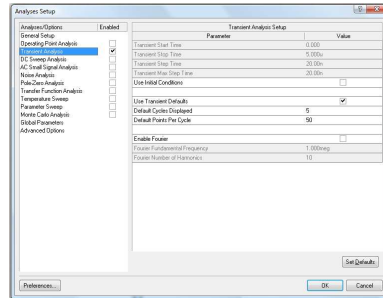 Analyses Setup
Analyses/Options Enabled
General Setup
Operating Point Analysis
Transient Analysis
DC Sweep Analysis
AC Small Signal Analysis
Noise Analysis
Pole-Zero Analysis
Transfer Function Analysis
Temperature Sweep
Parameter Sweep
Monte Carlo Analysis
Global Parameters
Advanced Options
Transient Analysis Setup
Parameter Value
Transient Start Time 0.000
Transient Stop Time 5.000u
Transient Step Time 20.00n
Transient Max Step Time 20.00n
Use Initial Conditions
Use Transient Defaults
Default Cycles Displayed 5
Default Points Per Cycle 50
Enable Fourier
Fourier Fundamental Frequency 1.000meg
Fourier Number of Harmonics 10
Set Defaults
Preferences... OK Cancel